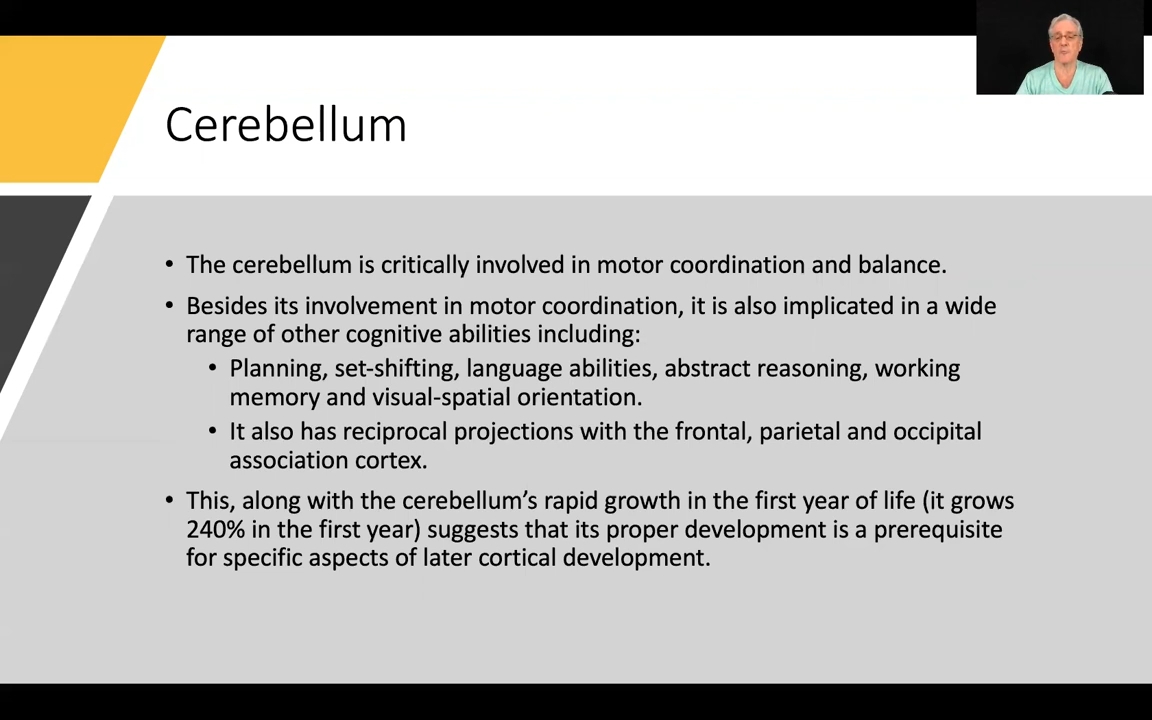 Cerebellum
• The cerebellum is critically involved in motor coordination and balance.
• Besides its involvement in motor coordination, it is also implicated in a wide
range of other cognitive abilities including:
• Planning, set-shifting, language abilities, abstract reasoning, working
memory and visual-spatial orientation.
• It also has reciprocal projections with the frontal, parietal and occipital
association cortex.
• This, along with the cerebellum’s rapid growth in the first year of life (it grows
240% in the first year) suggests that its proper development is a prerequisite
for specific aspects of later cortical development.